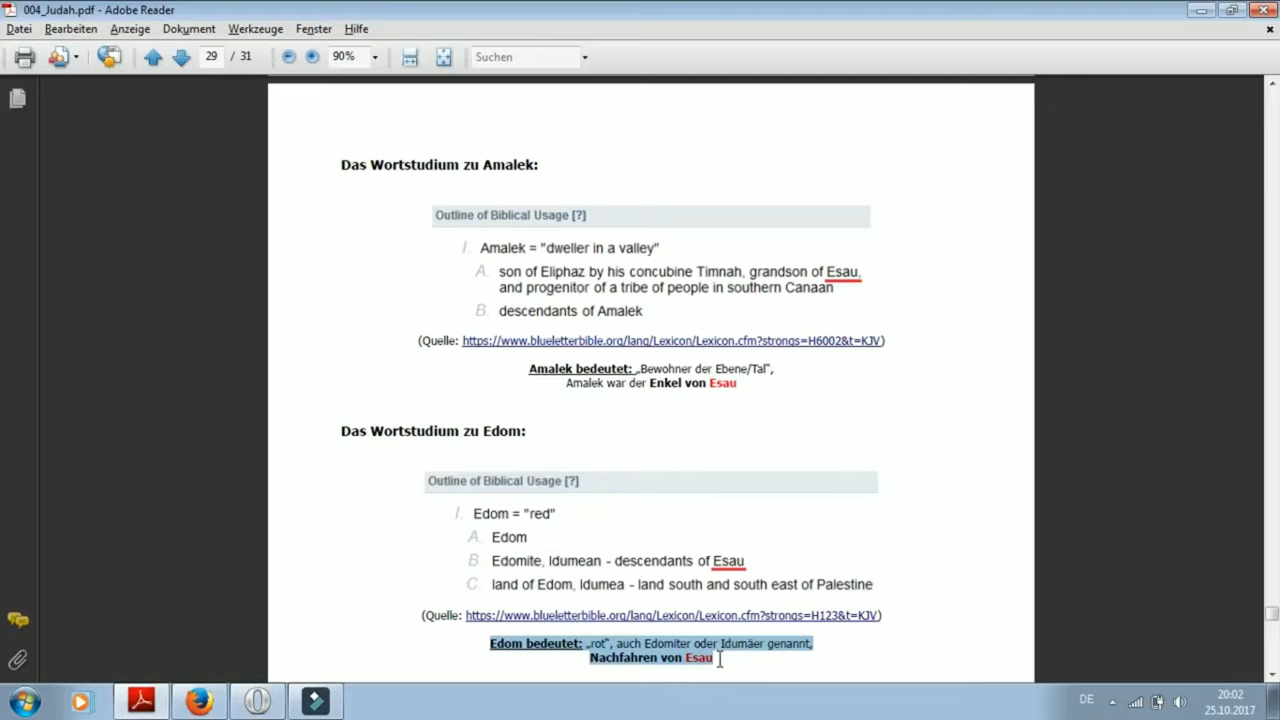 004_Judah.pdf - Adobe Reader
Datei Bearbeiten Anzeige Dokument Werkzeuge Fenster Hilfe
29 / 31 90% Suchen
Das Wortstudium zu Amalek:
Outline of Biblical Usage [?]
I. Amalek = "dweller in a valley"
A. son of Eliphaz by his concubine Timnah, grandson of Esau,
and progenitor of a tribe of people in southern Canaan
B. descendants of Amalek
(Quelle: https://www.blueletterbible.org/lang/Lexicon/Lexicon.cfm?strongs=H6002&t=KJV)
Amalek bedeutet: „Bewohner der Ebene/Tal",
Amalek war der Enkel von Esau
Das Wortstudium zu Edom:
Outline of Biblical Usage [?]
I. Edom = "red"
A. Edom
B. Edomite, Idumean - descendants of Esau
C. land of Edom, Idumea - land south and south east of Palestine
(Quelle: https://www.blueletterbible.org/lang/Lexicon/Lexicon.cfm?strongs=H123&t=KJV)
Edom bedeutet: „rot", auch Edomiter oder Idumäer genannt,
Nachfahren von Esau
DE 20:02
25.10.2017